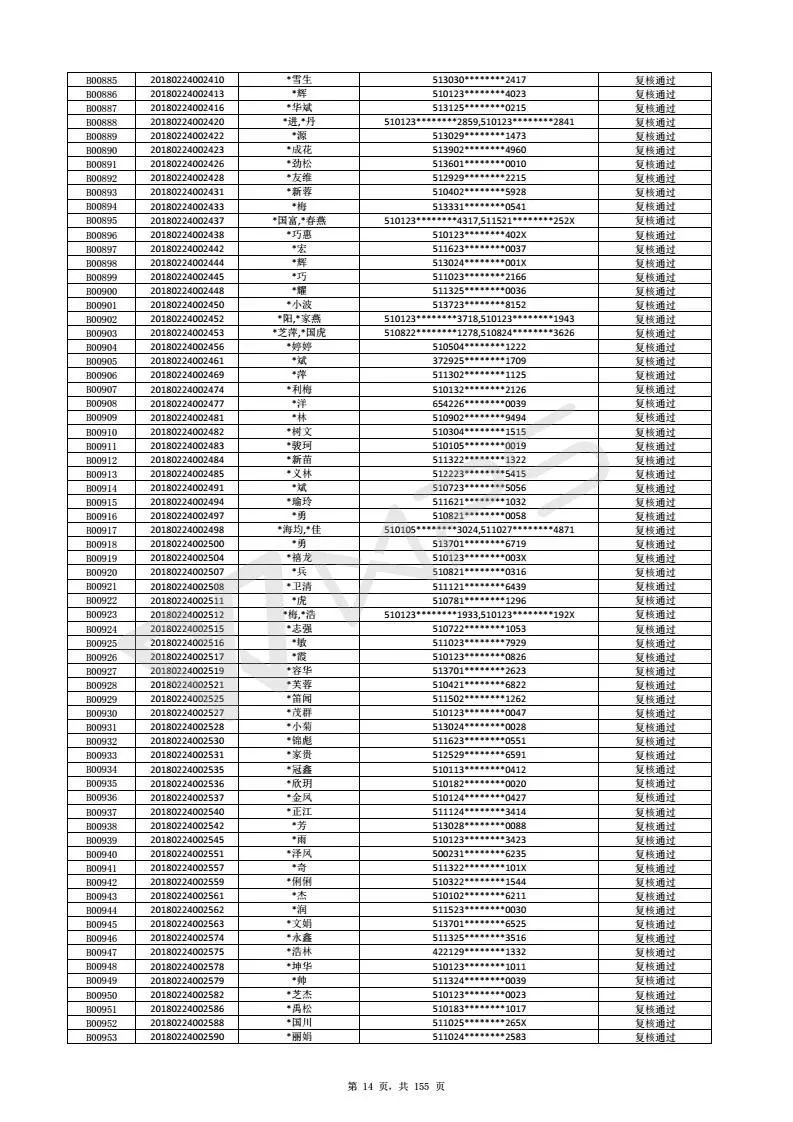 B00885 20180224002410 *雪生 513030********2417 复核通过
B00886 20180224002413 *辉 510123********4023 复核通过
B00887 20180224002416 *华斌 513125********0215 复核通过
B00888 20180224002420 *进,*丹 510123********2859,510123********2841 复核通过
B00889 20180224002422 *源 513029********1473 复核通过
B00890 20180224002423 *成花 513902********4960 复核通过
B00891 20180224002426 *劲松 513601********0010 复核通过
B00892 20180224002428 *友维 512929********2215 复核通过
B00893 20180224002431 *新蓉 510402********5928 复核通过
B00894 20180224002433 *梅 513331********0541 复核通过
B00895 20180224002437 *国富,*春燕 510123********4317,511521********252X 复核通过
B00896 20180224002438 *巧惠 510123********402X 复核通过
B00897 20180224002442 *宏 511623********0037 复核通过
B00898 20180224002444 *辉 513024********001X 复核通过
B00899 20180224002445 *巧 511023********2166 复核通过
B00900 20180224002448 *耀 511325********0036 复核通过
B00901 20180224002450 *小波 513723********8152 复核通过
B00902 20180224002452 *阳,*家燕 510123********3718,510123********1943 复核通过
B00903 20180224002453 *芝萍,*国虎 510822********1278,510824********3626 复核通过
B00904 20180224002456 *婷婷 510504********1222 复核通过
B00905 20180224002461 *斌 372925********1709 复核通过
B00906 20180224002469 *萍 511302********1125 复核通过
B00907 20180224002474 *利梅 510132********2126 复核通过
B00908 20180224002477 *洋 654226********0039 复核通过
B00909 20180224002481 *林 510902********9494 复核通过
B00910 20180224002482 *树文 510304********1515 复核通过
B00911 20180224002483 *骏珂 510105********0019 复核通过
B00912 20180224002484 *新苗 511322********1322 复核通过
B00913 20180224002485 *义林 512223********5415 复核通过
B00914 20180224002491 *斌 510723********5056 复核通过
B00915 20180224002494 *瑜玲 511621********1032 复核通过
B00916 20180224002497 *勇 510821********0058 复核通过
B00917 20180224002498 *海均,*佳 510105********3024,511027********4871 复核通过
B00918 20180224002500 *勇 513701********6719 复核通过
B00919 20180224002504 *禧龙 510123********003X 复核通过
B00920 20180224002507 *兵 510821********0316 复核通过
B00921 20180224002508 *卫清 511121********6439 复核通过
B00922 20180224002511 *虎 510781********1296 复核通过
B00923 20180224002512 *梅,*浩 510123********1933,510123********192X 复核通过
B00924 20180224002515 *志强 510722********1053 复核通过
B00925 20180224002516 *敏 511023********7929 复核通过
B00926 20180224002517 *霞 510123********0826 复核通过
B00927 20180224002519 *容华 513701********2623 复核通过
B00928 20180224002521 *芙蓉 510421********6822 复核通过
B00929 20180224002525 *笛闻 511502********1262 复核通过
B00930 20180224002527 *茂群 510123********0047 复核通过
B00931 20180224002528 *小菊 513024********0028 复核通过
B00932 20180224002530 *锦彪 511623********0551 复核通过
B00933 20180224002531 *家贵 512529********6591 复核通过
B00934 20180224002535 *冠鑫 510113********0412 复核通过
B00935 20180224002536 *欣玥 510182********0020 复核通过
B00936 20180224002537 *金凤 510124********0427 复核通过
B00937 20180224002540 *正江 511124********3414 复核通过
B00938 20180224002542 *芳 513028********0088 复核通过
B00939 20180224002545 *雨 510123********3423 复核通过
B00940 20180224002551 *泽凤 500231********6235 复核通过
B00941 20180224002557 *奇 511322********101X 复核通过
B00942 20180224002559 *俐俐 510322********1544 复核通过
B00943 20180224002561 *杰 510102********6211 复核通过
B00944 20180224002562 *润 511523********0030 复核通过
B00945 20180224002563 *文娟 513701********6525 复核通过
B00946 20180224002574 *永鑫 511325********3516 复核通过
B00947 20180224002575 *浩林 422129********1332 复核通过
B00948 20180224002578 *坤华 510123********1011 复核通过
B00949 20180224002579 *帅 511324********0039 复核通过
B00950 20180224002582 *芝杰 510123********0023 复核通过
B00951 20180224002586 *禹松 510183********1017 复核通过
B00952 20180224002588 *国川 511025********265X 复核通过
B00953 20180224002590 *丽娟 511024********2583 复核通过
WPS
第 14 页，共 155 页